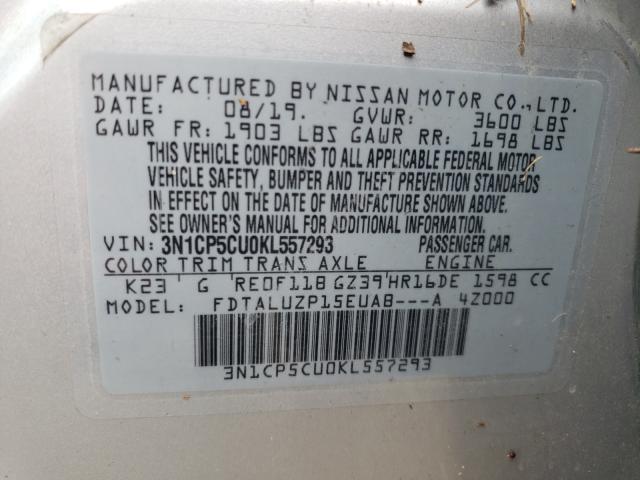 MANUFACTURED BY NISSAN MOTOR CO.,LTD.
DATE: 08/19. GVWR: 3600 LBS
GAWR FR: 1903 LBS GAWR RR: 1698 LBS
THIS VEHICLE CONFORMS TO ALL APPLICABLE FEDERAL MOTOR
VEHICLE SAFETY, BUMPER AND THEFT PREVENTION STANDARDS
IN EFFECT ON THE DATE OF MANUFACTURE SHOWN ABOVE.
SEE OWNER'S MANUAL FOR ADDITIONAL INFORMATION.
VIN: 3N1CP5CU0KL557293 PASSENGER CAR.
COLOR TRIM TRANS AXLE ENGINE
K23 G RE0F11B GZ39 HR16DE 1598 CC
MODEL: FDTALUZP15EUAB---A 4Z000
3N1CP5CU0KL557293